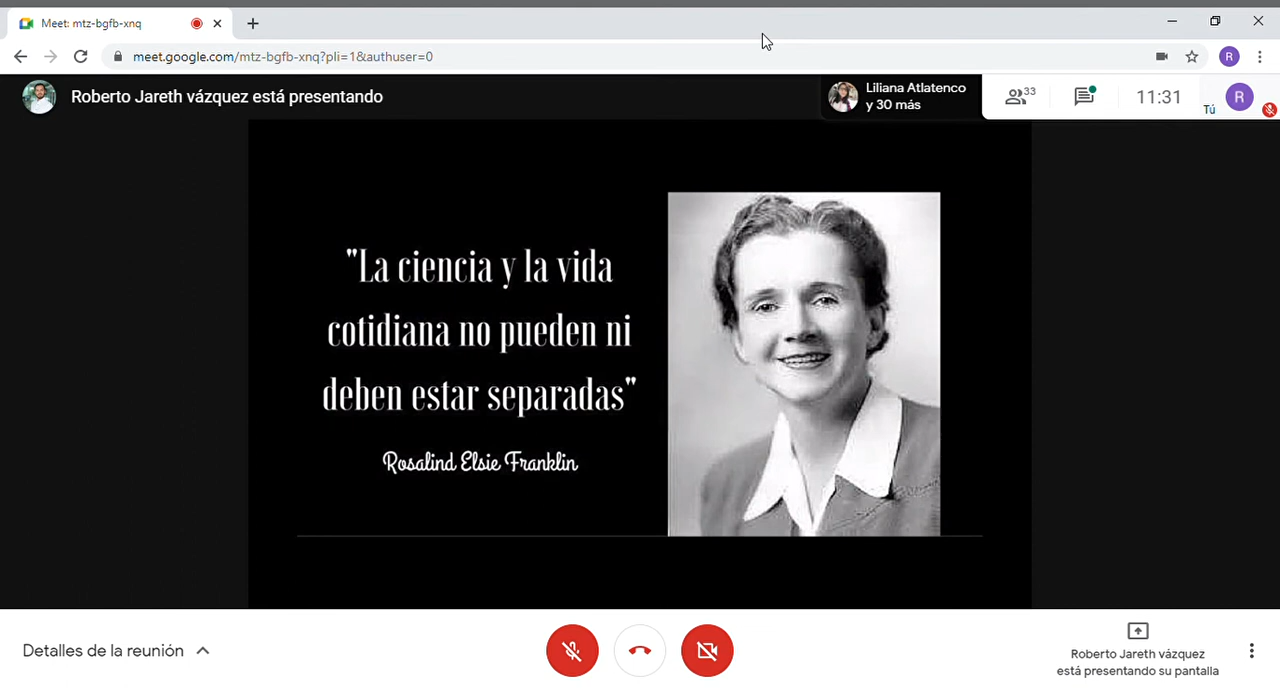 Meet: mtz-bgfb-xnq
meet.google.com/mtz-bgfb-xnq?pli=1&authuser=0
R
Roberto Jareth vázquez está presentando
Liliana Atlatenco
y 30 más
33
11:31
Tú
R
"La ciencia y la vida
cotidiana no pueden ni
deben estar separadas"
Rosalind Elsie Franklin
Detalles de la reunión
Roberto Jareth vázquez
está presentando su pantalla